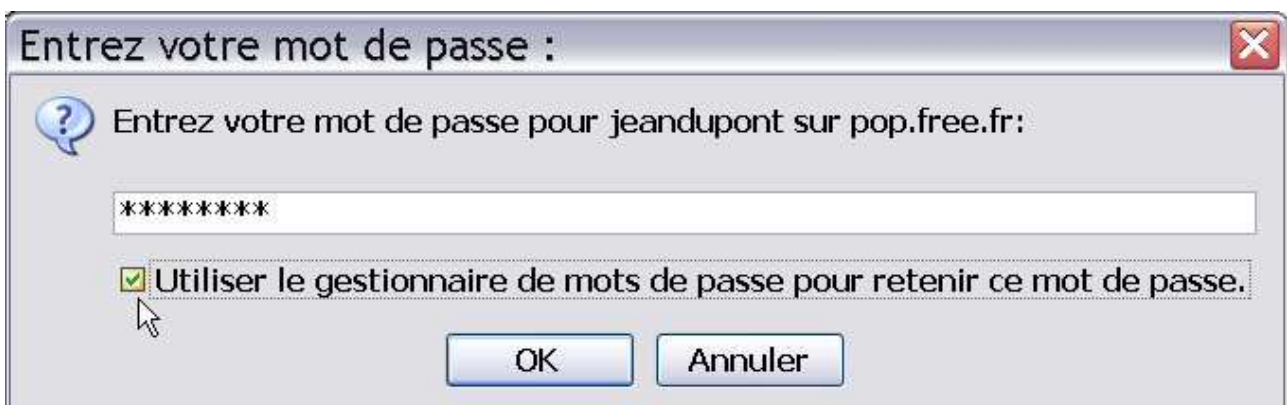 Entrez votre mot de passe :
Entrez votre mot de passe pour jeandupont sur pop.free.fr:
********
Utiliser le gestionnaire de mots de passe pour retenir ce mot de passe.
OK Annuler